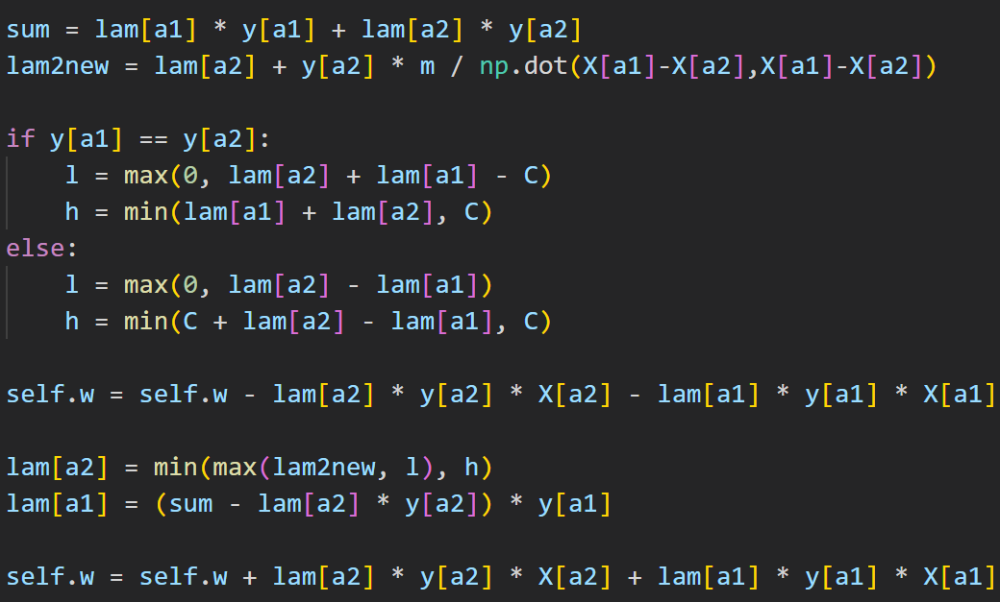 sum = lam[a1] * y[a1] + lam[a2] * y[a2]
lam2new = lam[a2] + y[a2] * m / np.dot(X[a1]-X[a2],X[a1]-X[a2])

if y[a1] == y[a2]:
    l = max(0, lam[a2] + lam[a1] - C)
    h = min(lam[a1] + lam[a2], C)
else:
    l = max(0, lam[a2] - lam[a1])
    h = min(C + lam[a2] - lam[a1], C)

self.w = self.w - lam[a2] * y[a2] * X[a2] - lam[a1] * y[a1] * X[a1]

lam[a2] = min(max(lam2new, l), h)
lam[a1] = (sum - lam[a2] * y[a2]) * y[a1]

self.w = self.w + lam[a2] * y[a2] * X[a2] + lam[a1] * y[a1] * X[a1]